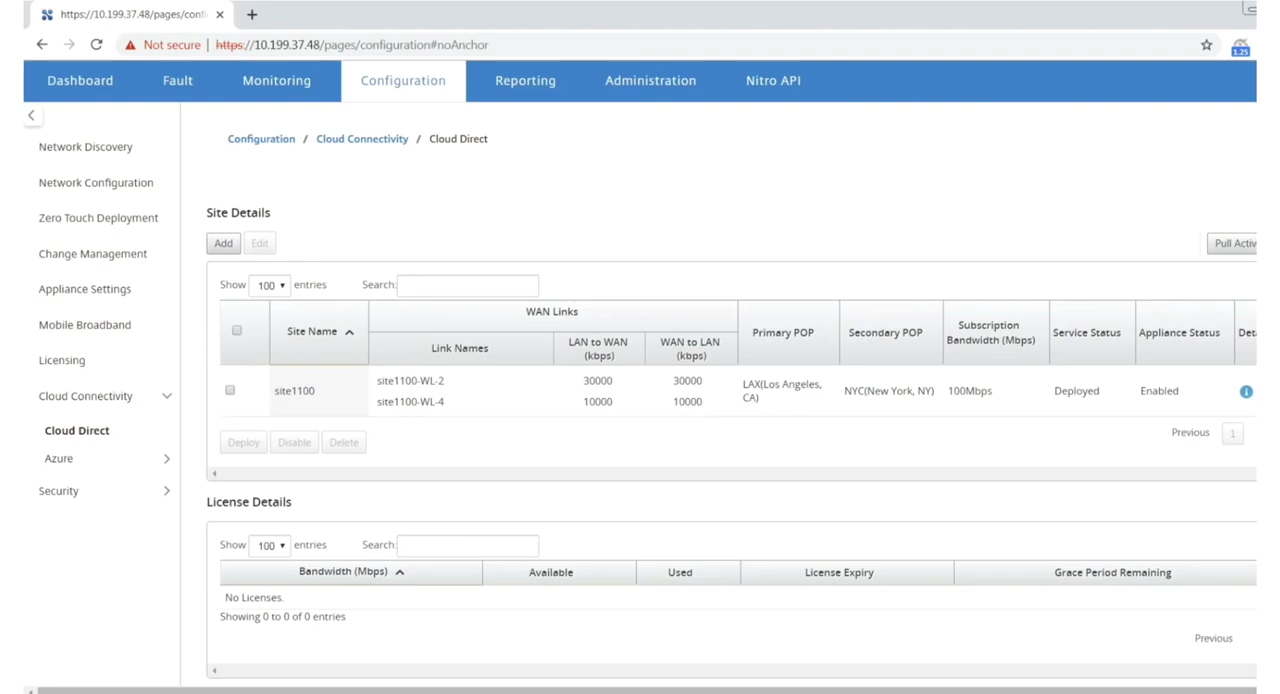 https://10.199.37.48/pages/confi
Not secure | https://10.199.37.48/pages/configuration#noAnchor
1.25
Dashboard Fault Monitoring Configuration Reporting Administration Nitro API
Configuration / Cloud Connectivity / Cloud Direct
Network Discovery
Network Configuration
Zero Touch Deployment
Change Management
Appliance Settings
Mobile Broadband
Licensing
Cloud Connectivity
Cloud Direct
Azure
Security
Site Details
Add Edit Pull Activ
Show 100 entries Search:
Site Name
WAN Links
Link Names
LAN to WAN (kbps)
WAN to LAN (kbps)
Primary POP
Secondary POP
Subscription Bandwidth (Mbps)
Service Status
Appliance Status
Det
site1100
site1100-WL-2 30000 30000
site1100-WL-4 10000 10000
LAX(Los Angeles, CA)
NYC(New York, NY)
100Mbps
Deployed
Enabled
Previous 1
Deploy Disable Delete
License Details
Show 100 entries Search:
Bandwidth (Mbps) Available Used License Expiry Grace Period Remaining
No Licenses.
Showing 0 to 0 of 0 entries
Previous